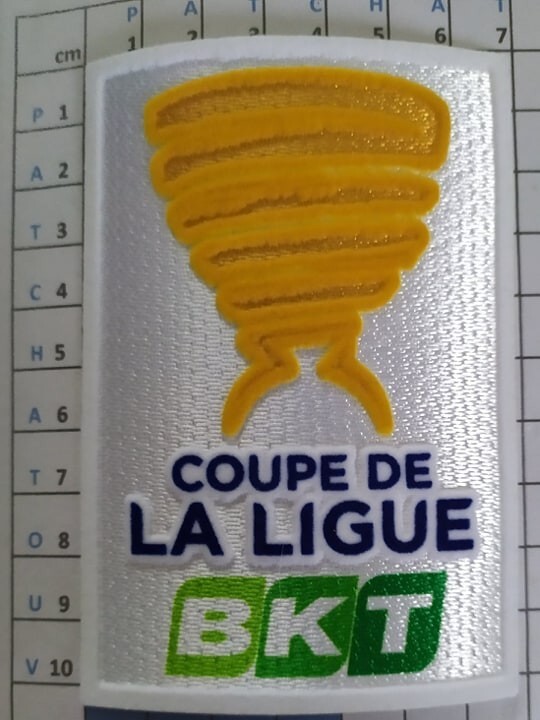 P A T C H A T
cm 1 2 3 4 5 6 7
P 1
A 2
T 3
C 4
H 5
A 6
T 7
O 8
U 9
V 10
COUPE DE
LA LIGUE
BKT